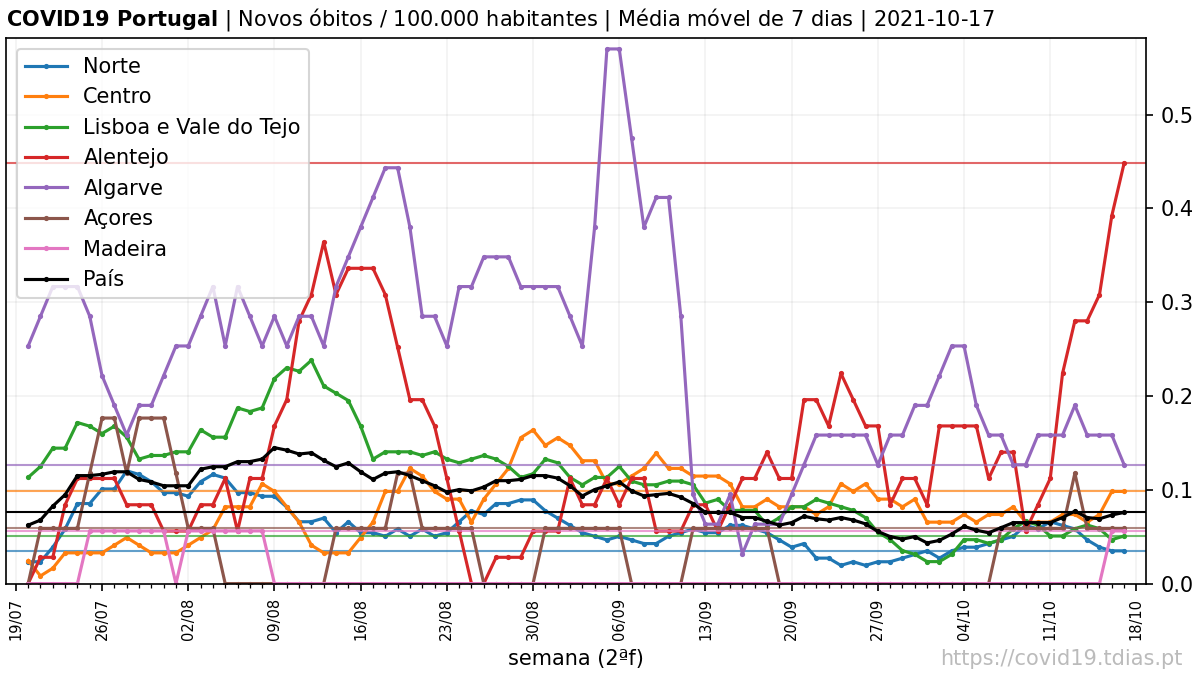 COVID19 Portugal | Novos óbitos / 100.000 habitantes | Média móvel de 7 dias | 2021-10-17
Norte
Centro
Lisboa e Vale do Tejo
Alentejo
Algarve
Açores
Madeira
País
0.5
0.4
0.3
0.2
0.1
0.0
19/07 26/07 02/08 09/08 16/08 23/08 30/08 06/09 13/09 20/09 27/09 04/10 11/10 18/10
semana (2ªf)
https://covid19.tdias.pt